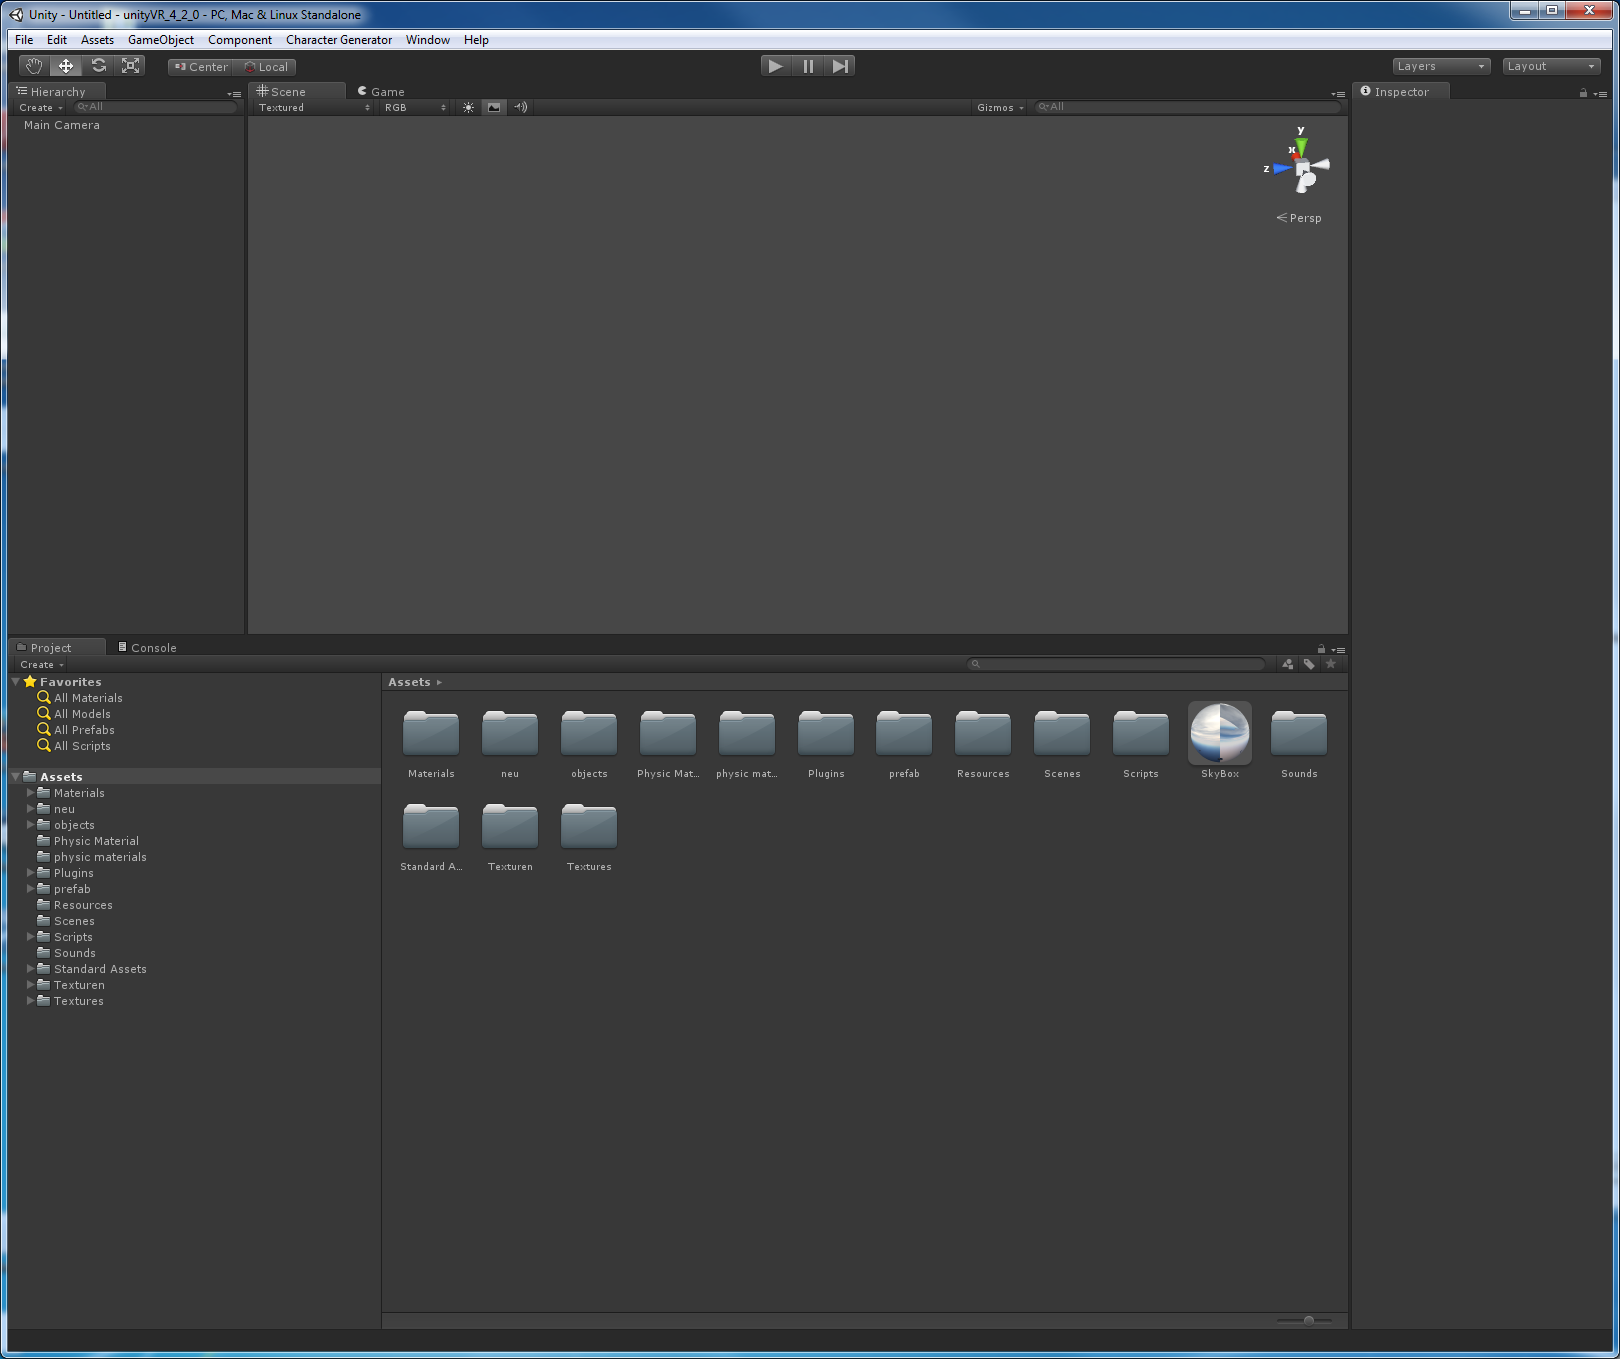 Unity - Untitled - unityVR_4_2_0 - PC, Mac & Linux Standalone
File Edit Assets GameObject Component Character Generator Window Help
Center Local Layers Layout
Hierarchy Scene Game Inspector
Create All Textured RGB Gizmos All
Main Camera
y
x
z
Persp
Project Console
Create
Favorites
All Materials
All Models
All Prefabs
All Scripts
Assets
Materials
neu
objects
Physic Material
physic materials
Plugins
prefab
Resources
Scenes
Scripts
Sounds
Standard Assets
Texturen
Textures
Assets
Materials neu objects Physic Mat... physic mat... Plugins prefab Resources Scenes Scripts SkyBox Sounds
Standard A... Texturen Textures